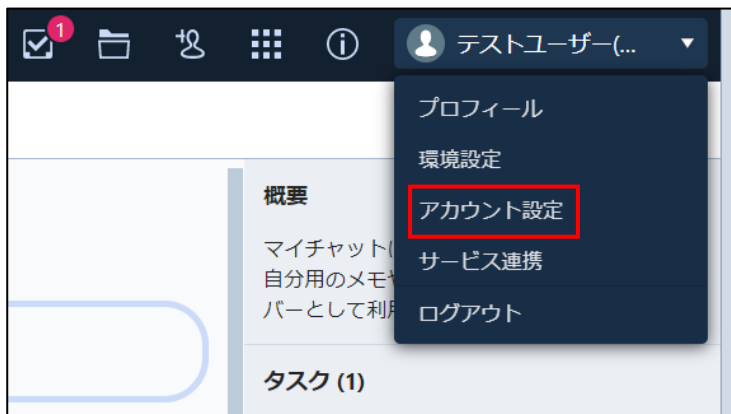 1
テストユーザー(...
プロフィール
環境設定
アカウント設定
サービス連携
ログアウト
概要
マイチャット(
自分用のメモ
バーとして利
タスク (1)